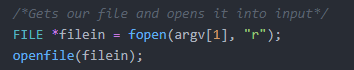 /*Gets our file and opens it into input*/
FILE *filein = fopen(argv[1], "r");
openfile(filein);